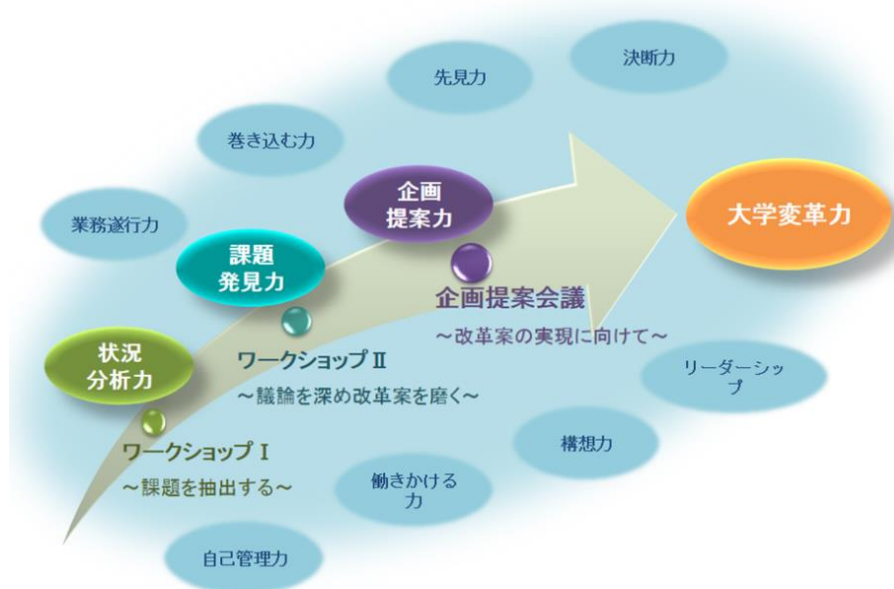 決断力
先見力
巻き込む力
企画
提案力
大学変革力
業務遂行力
課題
発見力
企画提案会議
～改革案の実現に向けて～
状況
分析力
ワークショップⅡ
～議論を深め改革案を磨く～
リーダーシッ
プ
ワークショップⅠ
～課題を抽出する～
構想力
働きかける
力
自己管理力